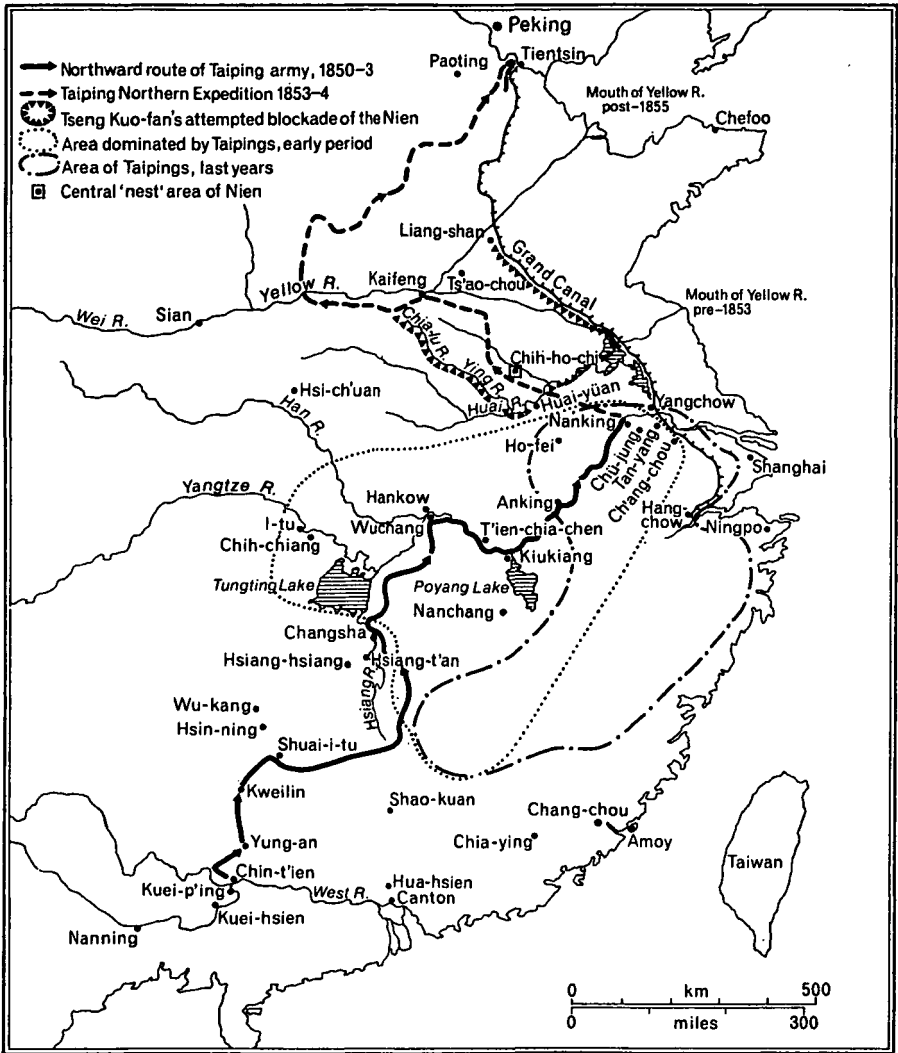 Peking
Tientsin
Paoting
Northward route of Taiping army, 1850-3
Taiping Northern Expedition 1853-4
Tseng Kuo-fan's attempted blockade of the Nien
Area dominated by Taipings, early period
Area of Taipings, last years
Central 'nest' area of Nien
Mouth of Yellow R.
post-1855
Chefoo
Liang-shan
Grand Canal
Ts'ao-chou
Kaifeng
Yellow R.
Wei R.
Sian
Mouth of Yellow R.
pre-1853
Chia-lu R.
Ying R.
Chih-ho-chi
Hsi-ch'uan
Han R.
Huai R.
Huai-yüan
Yangchow
Nanking
Ho-fei
Chü-jung
Tan-yang
Ch'ang-chou
Shanghai
Yangtze R.
Hankow
Anking
Hang-
chow
Ningpo
I-tu
Wuchang
T'ien-chia-chen
Chih-chiang
Kiukiang
Tungting Lake
Poyang Lake
Nanchang
Changsha
Hsiang-hsiang
Hsiang-t'an
Hsiang R.
Wu-kang
Hsin-ning
Shuai-i-tu
Kweilin
Shao-kuan
Chang-chou
Yung-an
Chia-ying
Amoy
Taiwan
Chin-t'ien
Kuei-p'ing
West R.
Hua-hsien
Canton
Kuei-hsien
Nanning
0 km 500
0 miles 300